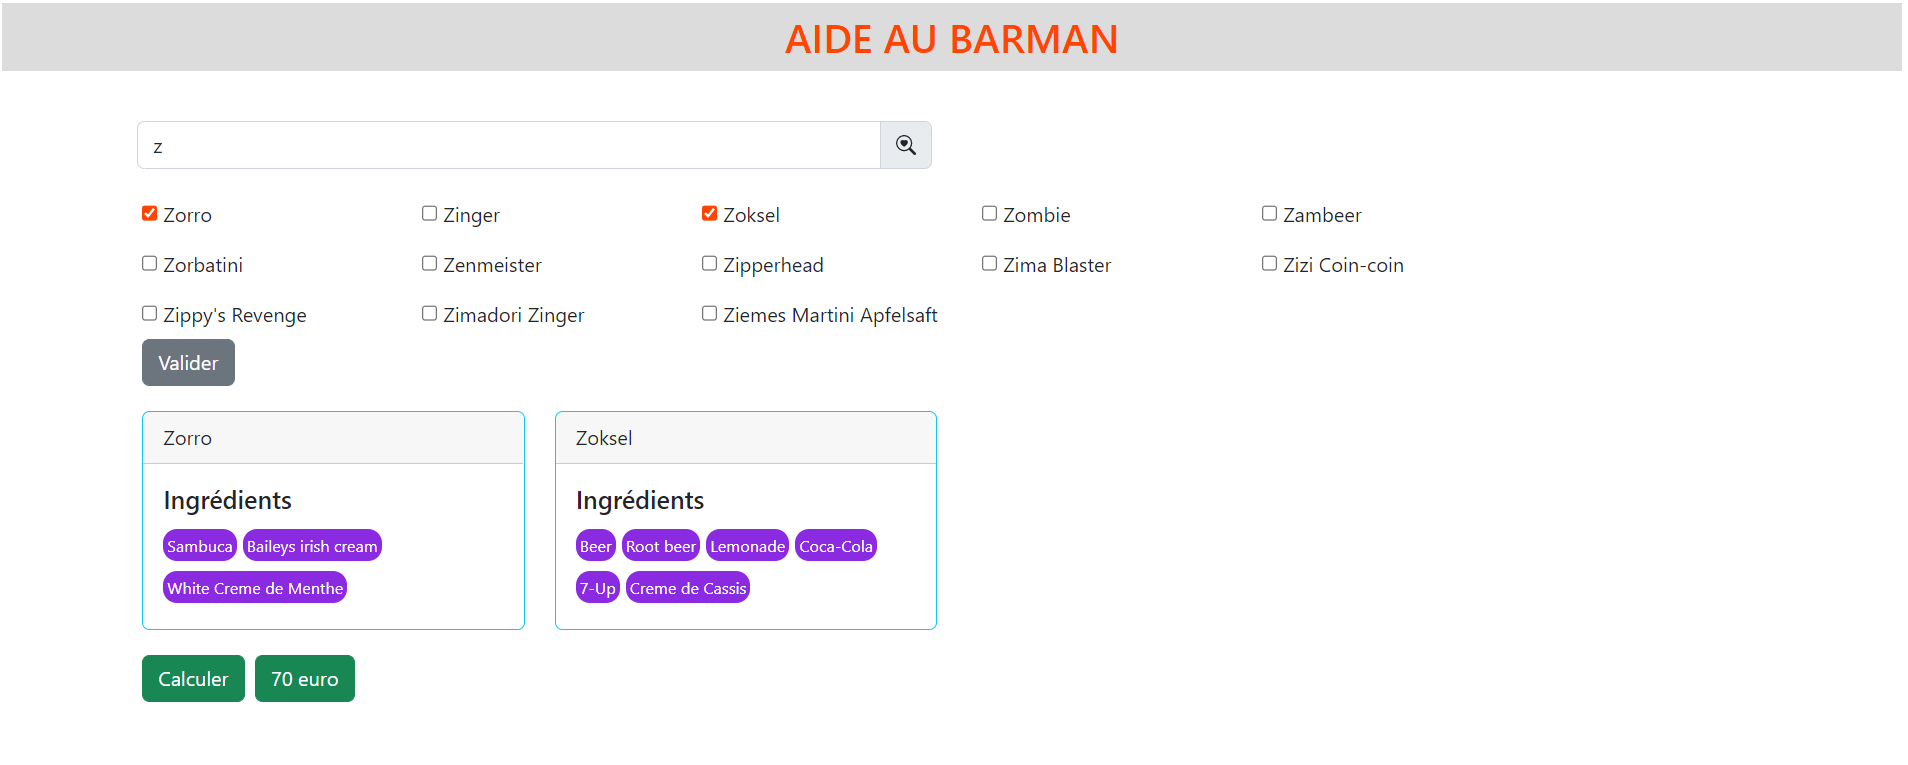 AIDE AU BARMAN
z
Zorro Zinger Zoksel Zombie Zambeer
Zorbatini Zenmeister Zipperhead Zima Blaster Zizi Coin-coin
Zippy's Revenge Zimadori Zinger Ziemes Martini Apfelsaft
Valider
Zorro
Ingrédients
Sambuca Baileys irish cream
White Creme de Menthe
Zoksel
Ingrédients
Beer Root beer Lemonade Coca-Cola
7-Up Creme de Cassis
Calculer 70 euro